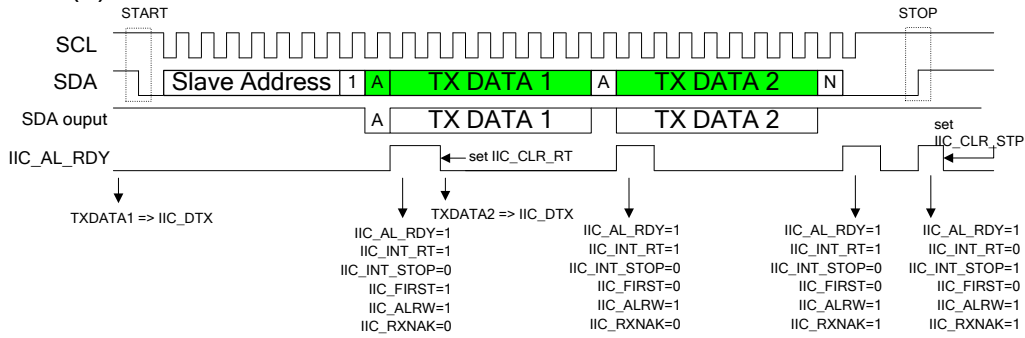 START STOP
SCL
SDA Slave Address 1 A TX DATA 1 A TX DATA 2 N
SDA ouput A TX DATA 1 TX DATA 2
set
IIC_CLR_STP
IIC_AL_RDY set IIC_CLR_RT
TXDATA1 => IIC_DTX TXDATA2 => IIC_DTX
IIC_AL_RDY=1 IIC_AL_RDY=1 IIC_AL_RDY=1 IIC_AL_RDY=1
IIC_INT_RT=1 IIC_INT_RT=1 IIC_INT_RT=1 IIC_INT_RT=0
IIC_INT_STOP=0 IIC_INT_STOP=0 IIC_INT_STOP=0 IIC_INT_STOP=1
IIC_FIRST=1 IIC_FIRST=0 IIC_FIRST=0 IIC_FIRST=0
IIC_ALRW=1 IIC_ALRW=1 IIC_ALRW=1 IIC_ALRW=1
IIC_RXNAK=0 IIC_RXNAK=0 IIC_RXNAK=1 IIC_RXNAK=1